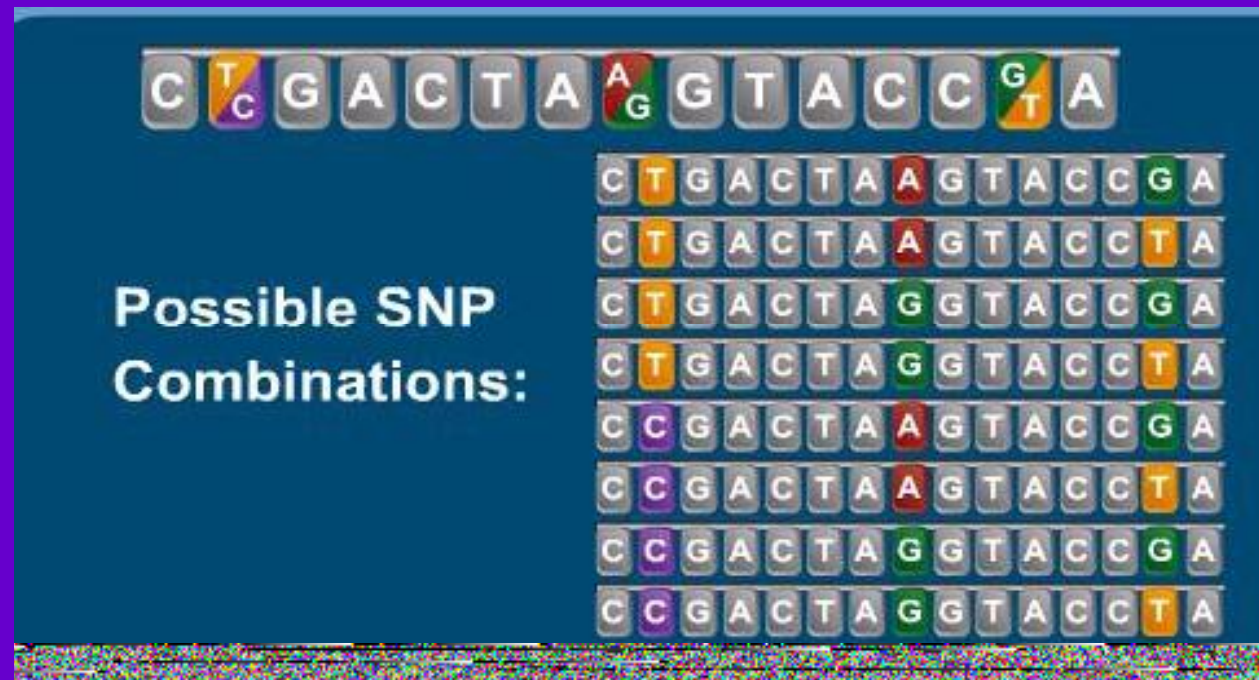 C T/C G A C T A A/G G T A C C G/T A
C T G A C T A A G T A C C G A
C T G A C T A A G T A C C T A
Possible SNP
C T G A C T A G G T A C C G A
Combinations:
C T G A C T A G G T A C C T A
C C G A C T A A G T A C C G A
C C G A C T A A G T A C C T A
C C G A C T A G G T A C C G A
C C G A C T A G G T A C C T A